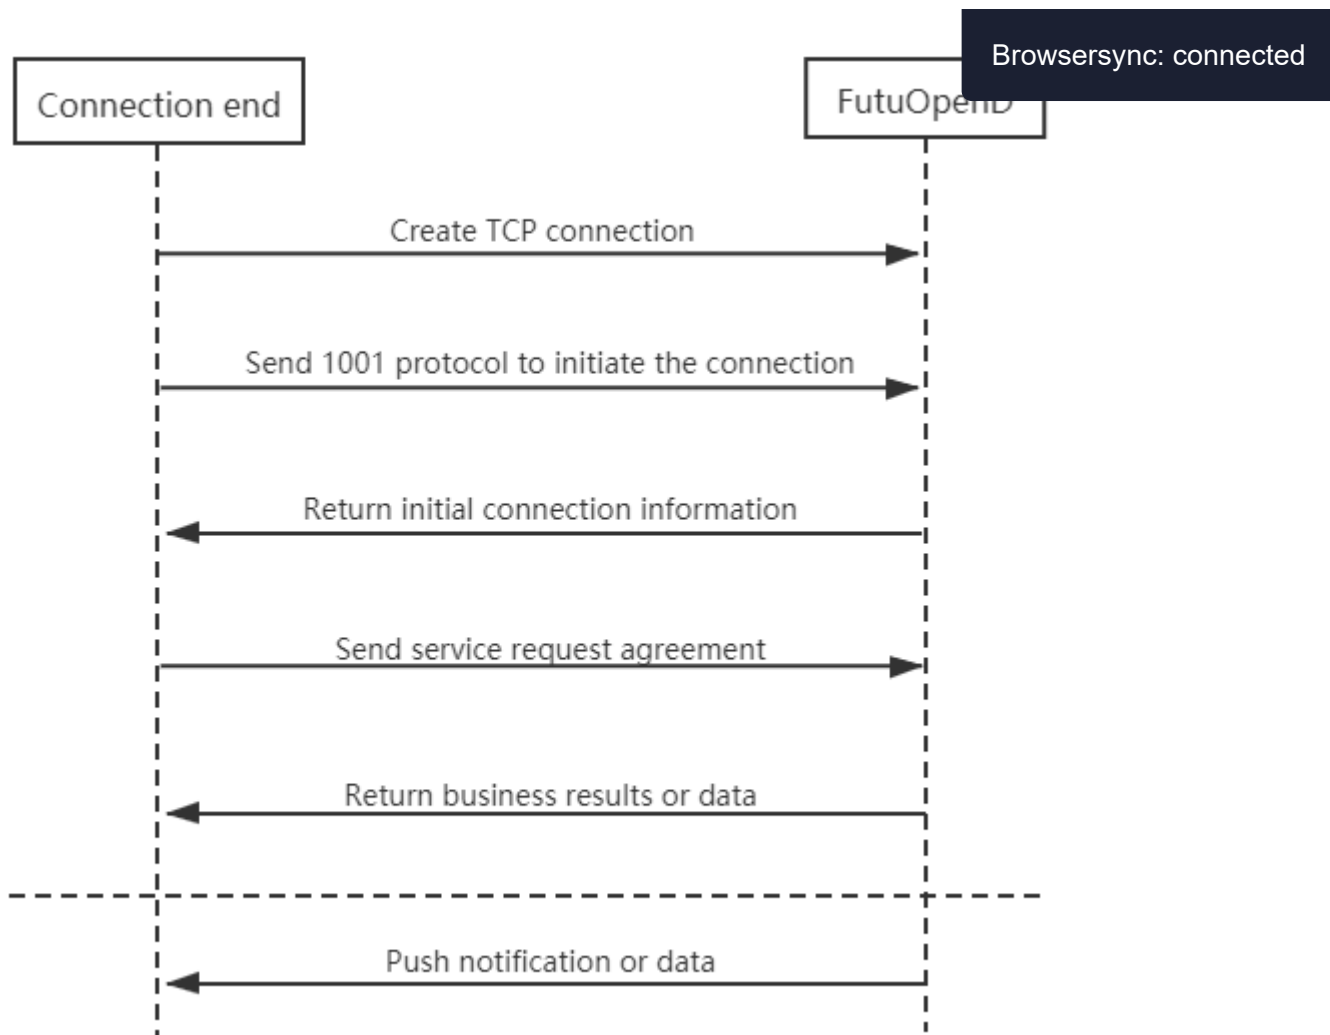 Browsersync: connected
Connection end
FutuOpenD
Create TCP connection
Send 1001 protocol to initiate the connection
Return initial connection information
Send service request agreement
Return business results or data
Push notification or data